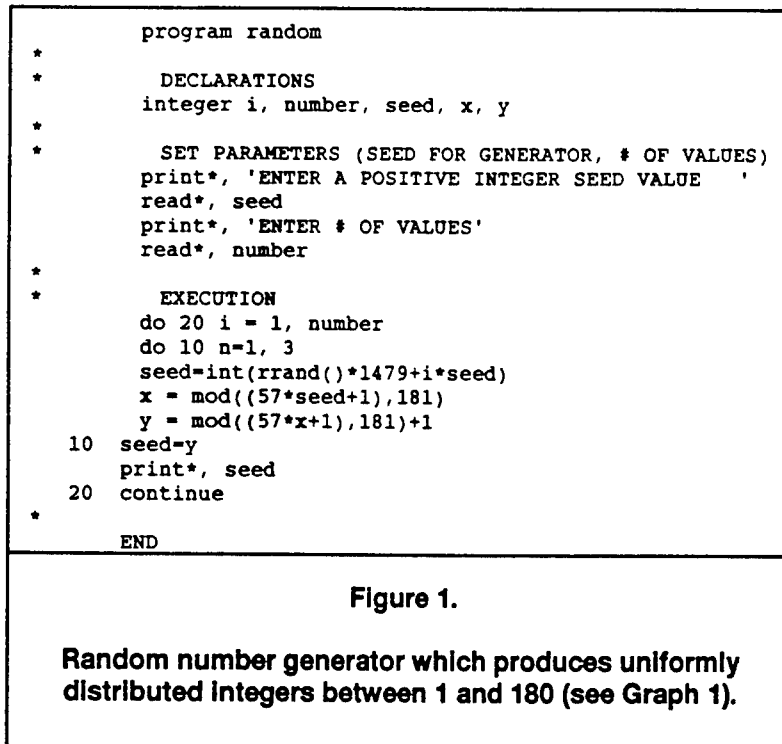 program random
*
* DECLARATIONS
integer i, number, seed, x, y
*
* SET PARAMETERS (SEED FOR GENERATOR, # OF VALUES)
print*, 'ENTER A POSITIVE INTEGER SEED VALUE '
read*, seed
print*, 'ENTER # OF VALUES'
read*, number
*
* EXECUTION
do 20 i = 1, number
do 10 n=1, 3
seed=int(rrand()*1479+i*seed)
x = mod((57*seed+1),181)
y = mod((57*x+1),181)+1
10 seed=y
print*, seed
20 continue
*
END
Figure 1.
Random number generator which produces uniformly
distributed integers between 1 and 180 (see Graph 1).